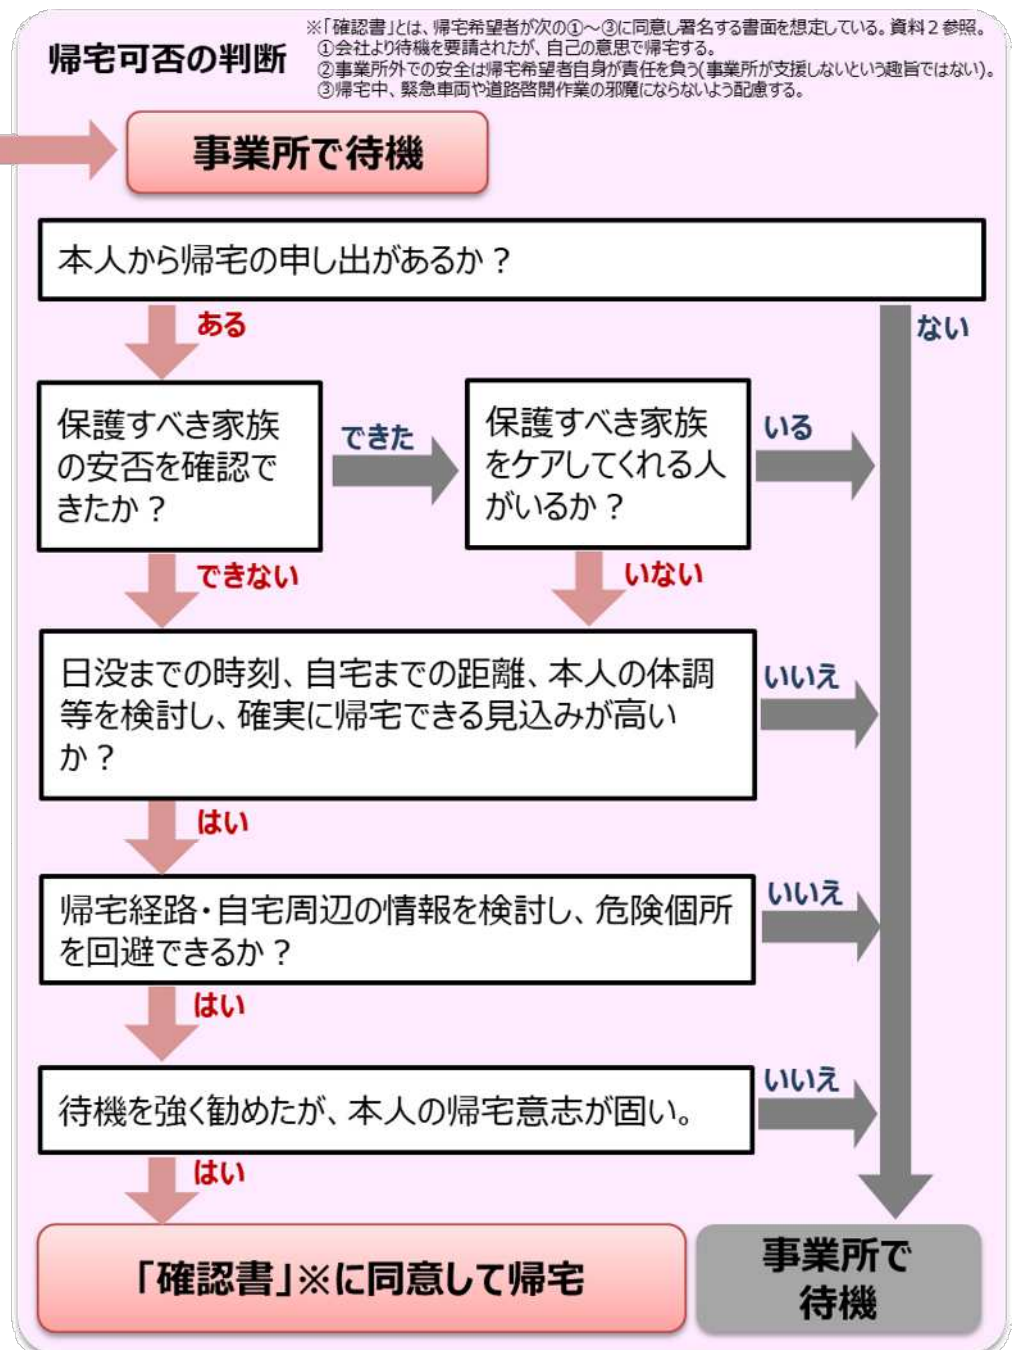 帰宅可否の判断
※「確認書」とは、帰宅希望者が次の①～③に同意し署名する書面を想定している。資料２参照。
①会社より待機を要請されたが、自己の意思で帰宅する。
②事業所外での安全は帰宅希望者自身が責任を負う(事業所が支援しないという趣旨ではない)。
③帰宅中、緊急車両や道路啓開作業の邪魔にならないよう配慮する。
事業所で待機
本人から帰宅の申し出があるか？
ある
ない
保護すべき家族
の安否を確認で
きたか？
できた
保護すべき家族
をケアしてくれる人
がいるか？
いる
できない
いない
日没までの時刻、自宅までの距離、本人の体調
等を検討し、確実に帰宅できる見込みが高い
か？
いいえ
はい
帰宅経路・自宅周辺の情報を検討し、危険個所
を回避できるか？
いいえ
はい
待機を強く勧めたが、本人の帰宅意志が固い。
いいえ
はい
「確認書」※に同意して帰宅
事業所で
待機